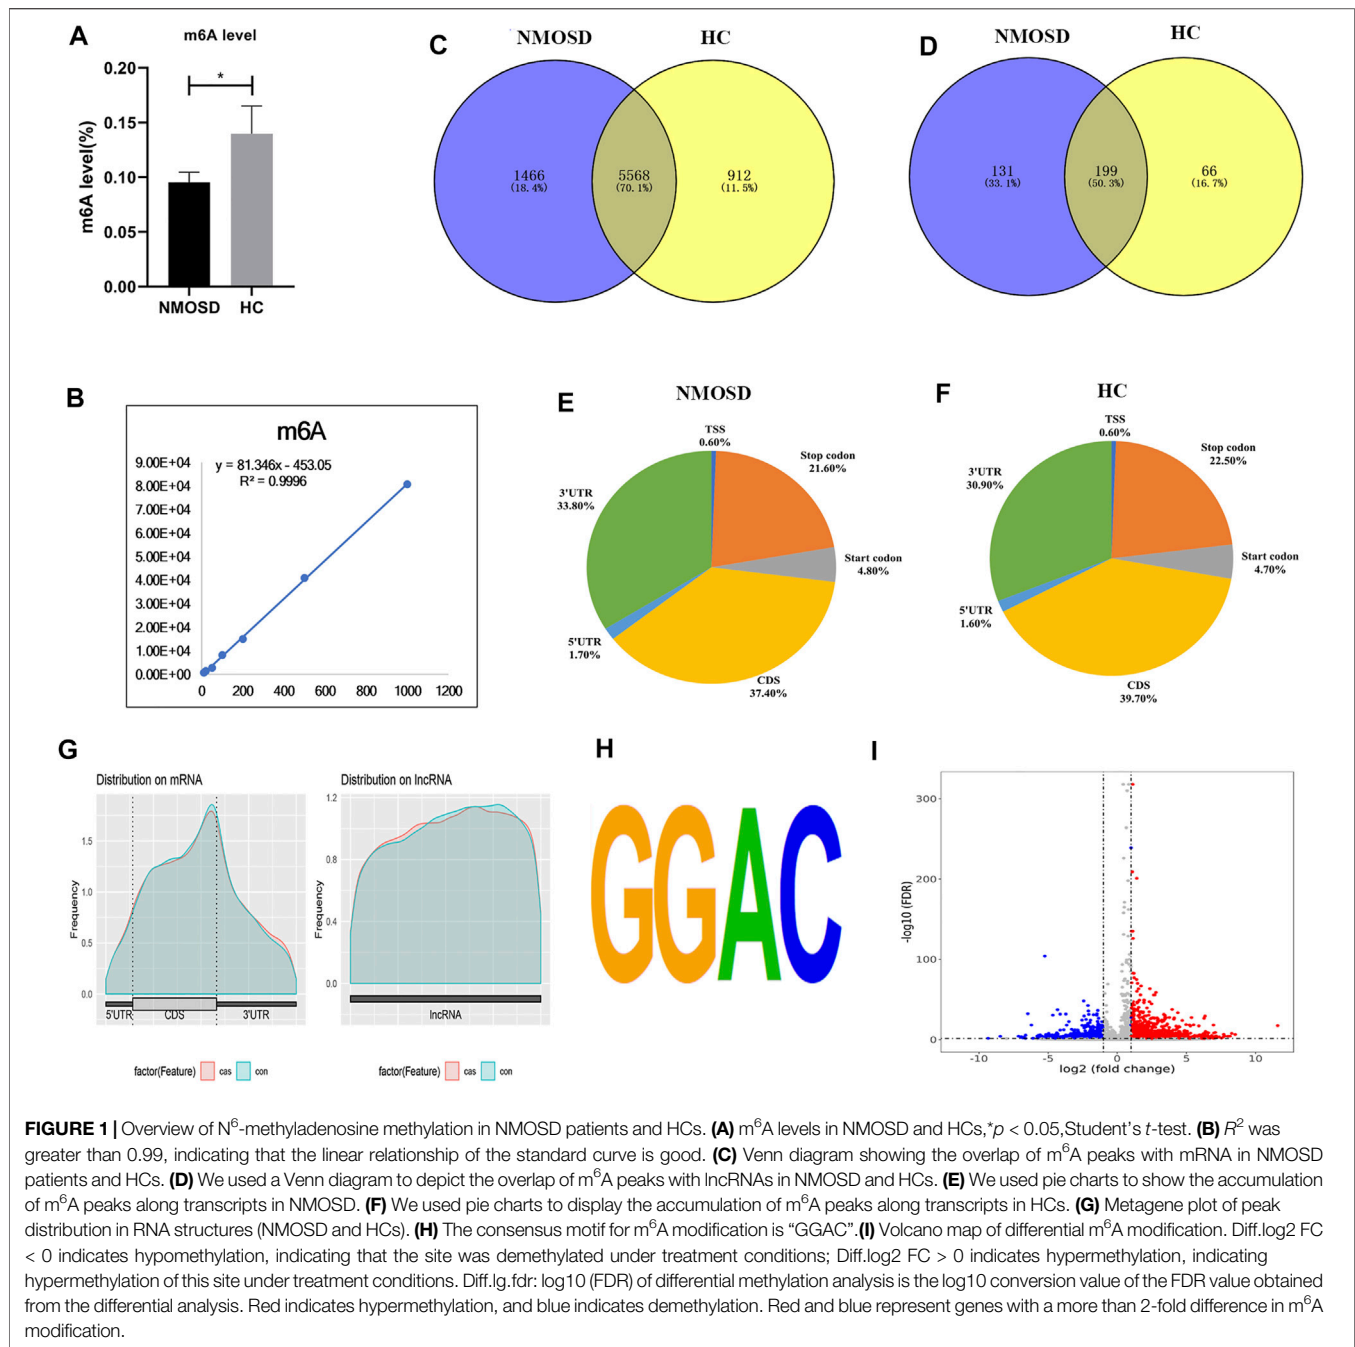 A
m6A level
m6A level(%)
0.20
0.15
0.10
0.05
0.00
*
NMOSD HC
C
NMOSD HC
1466
(18.4%)
5568
(70.1%)
912
(11.5%)
D
NMOSD HC
131
(33.1%)
199
(50.3%)
66
(16.7%)
B
m6A
y = 81.346x - 453.05
R² = 0.9996
9.00E+04
8.00E+04
7.00E+04
6.00E+04
5.00E+04
4.00E+04
3.00E+04
2.00E+04
1.00E+04
0.00E+00
0 200 400 600 800 1000 1200
E
NMOSD
TSS
0.60%
Stop codon
21.60%
Start codon
4.80%
CDS
37.40%
5'UTR
1.70%
3'UTR
33.80%
F
HC
TSS
0.60%
Stop codon
22.50%
Start codon
4.70%
CDS
39.70%
5'UTR
1.60%
3'UTR
30.90%
G
Distribution on mRNA
Frequency
1.5
1.0
0.5
0.0
5'UTR CDS 3'UTR
factor(Feature) cas con
Distribution on lncRNA
Frequency
1.2
0.8
0.4
0.0
lncRNA
factor(Feature) cas con
H
GGAC
I
-log10 (FDR)
300
200
100
0
-10 -5 0 5 10
log2 (fold change)
FIGURE 1 | Overview of N⁶-methyladenosine methylation in NMOSD patients and HCs. (A) m⁶A levels in NMOSD and HCs,*p < 0.05,Student's t-test. (B) R² was
greater than 0.99, indicating that the linear relationship of the standard curve is good. (C) Venn diagram showing the overlap of m⁶A peaks with mRNA in NMOSD
patients and HCs. (D) We used a Venn diagram to depict the overlap of m⁶A peaks with lncRNAs in NMOSD and HCs. (E) We used pie charts to show the accumulation
of m⁶A peaks along transcripts in NMOSD. (F) We used pie charts to display the accumulation of m⁶A peaks along transcripts in HCs. (G) Metagene plot of peak
distribution in RNA structures (NMOSD and HCs). (H) The consensus motif for m⁶A modification is “GGAC”.(I) Volcano map of differential m⁶A modification. Diff.log2 FC
< 0 indicates hypomethylation, indicating that the site was demethylated under treatment conditions; Diff.log2 FC > 0 indicates hypermethylation, indicating
hypermethylation of this site under treatment conditions. Diff.lg.fdr: log10 (FDR) of differential methylation analysis is the log10 conversion value of the FDR value obtained
from the differential analysis. Red indicates hypermethylation, and blue indicates demethylation. Red and blue represent genes with a more than 2-fold difference in m⁶A
modification.